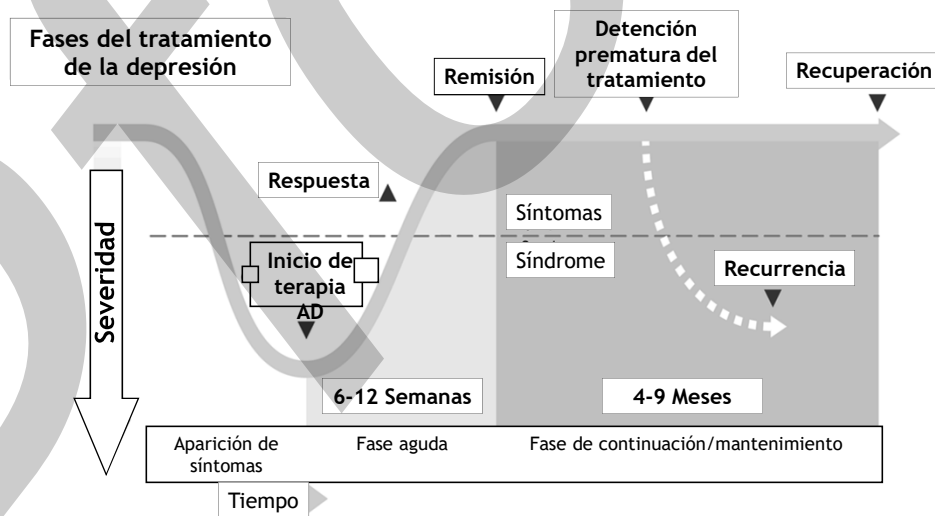 Fases del tratamiento
de la depresión
Detención
prematura del
tratamiento
Remisión
Recuperación
Respuesta
Síntomas
Síndrome
Severidad
Inicio de
terapia
AD
Recurrencia
6-12 Semanas
4-9 Meses
Aparición de
síntomas
Fase aguda
Fase de continuación/mantenimiento
Tiempo